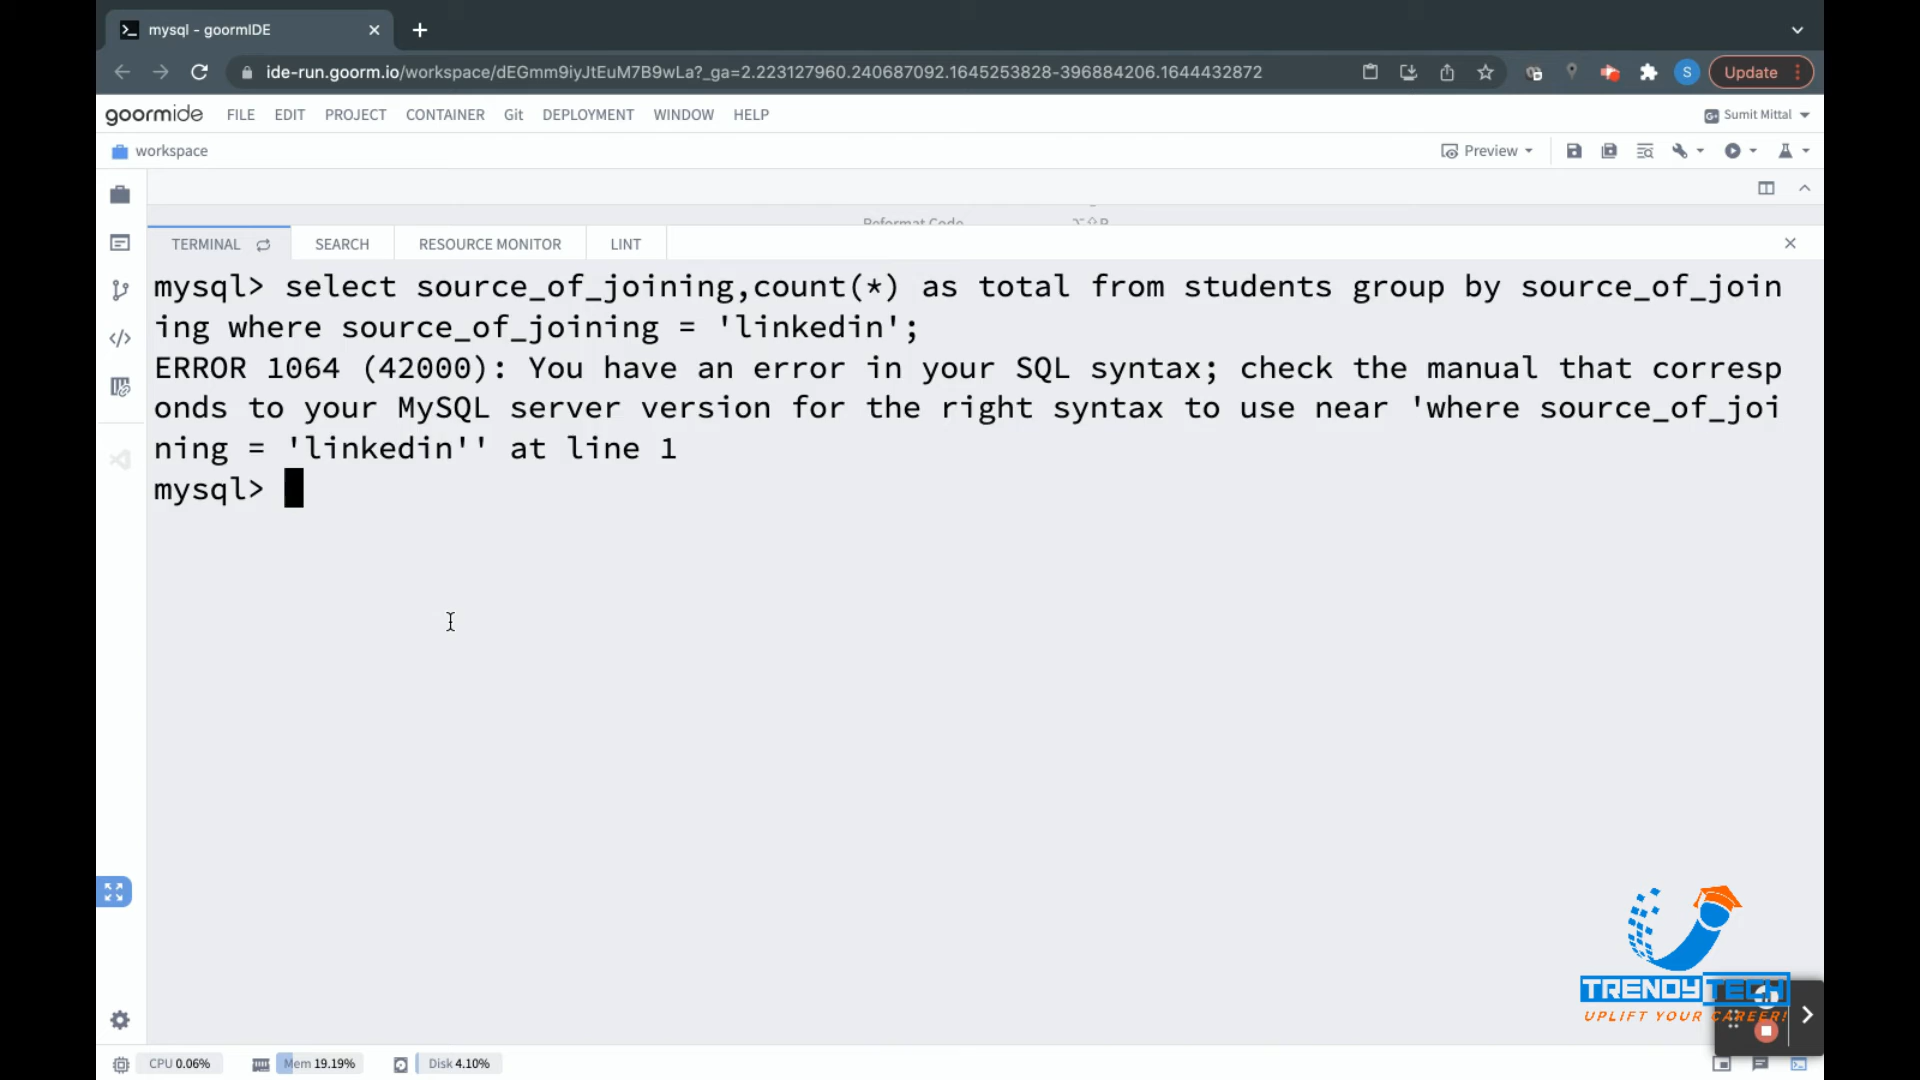 mysql - goormIDE
ide-run.goorm.io/workspace/dEGmm9iyJtEuM7B9wLa?_ga=2.223127960.240687092.1645253828-396884206.1644432872
S
Update
goormide FILE EDIT PROJECT CONTAINER Git DEPLOYMENT WINDOW HELP
Sumit Mittal
workspace
Preview
Reformat Code ⌥⇧R
TERMINAL SEARCH RESOURCE MONITOR LINT
mysql> select source_of_joining,count(*) as total from students group by source_of_join
ing where source_of_joining = 'linkedin';
ERROR 1064 (42000): You have an error in your SQL syntax; check the manual that corresp
onds to your MySQL server version for the right syntax to use near 'where source_of_joi
ning = 'linkedin'' at line 1
mysql>
TRENDYTECH
UPLIFT YOUR CAREER!
CPU 0.06% Mem 19.19% Disk 4.10%